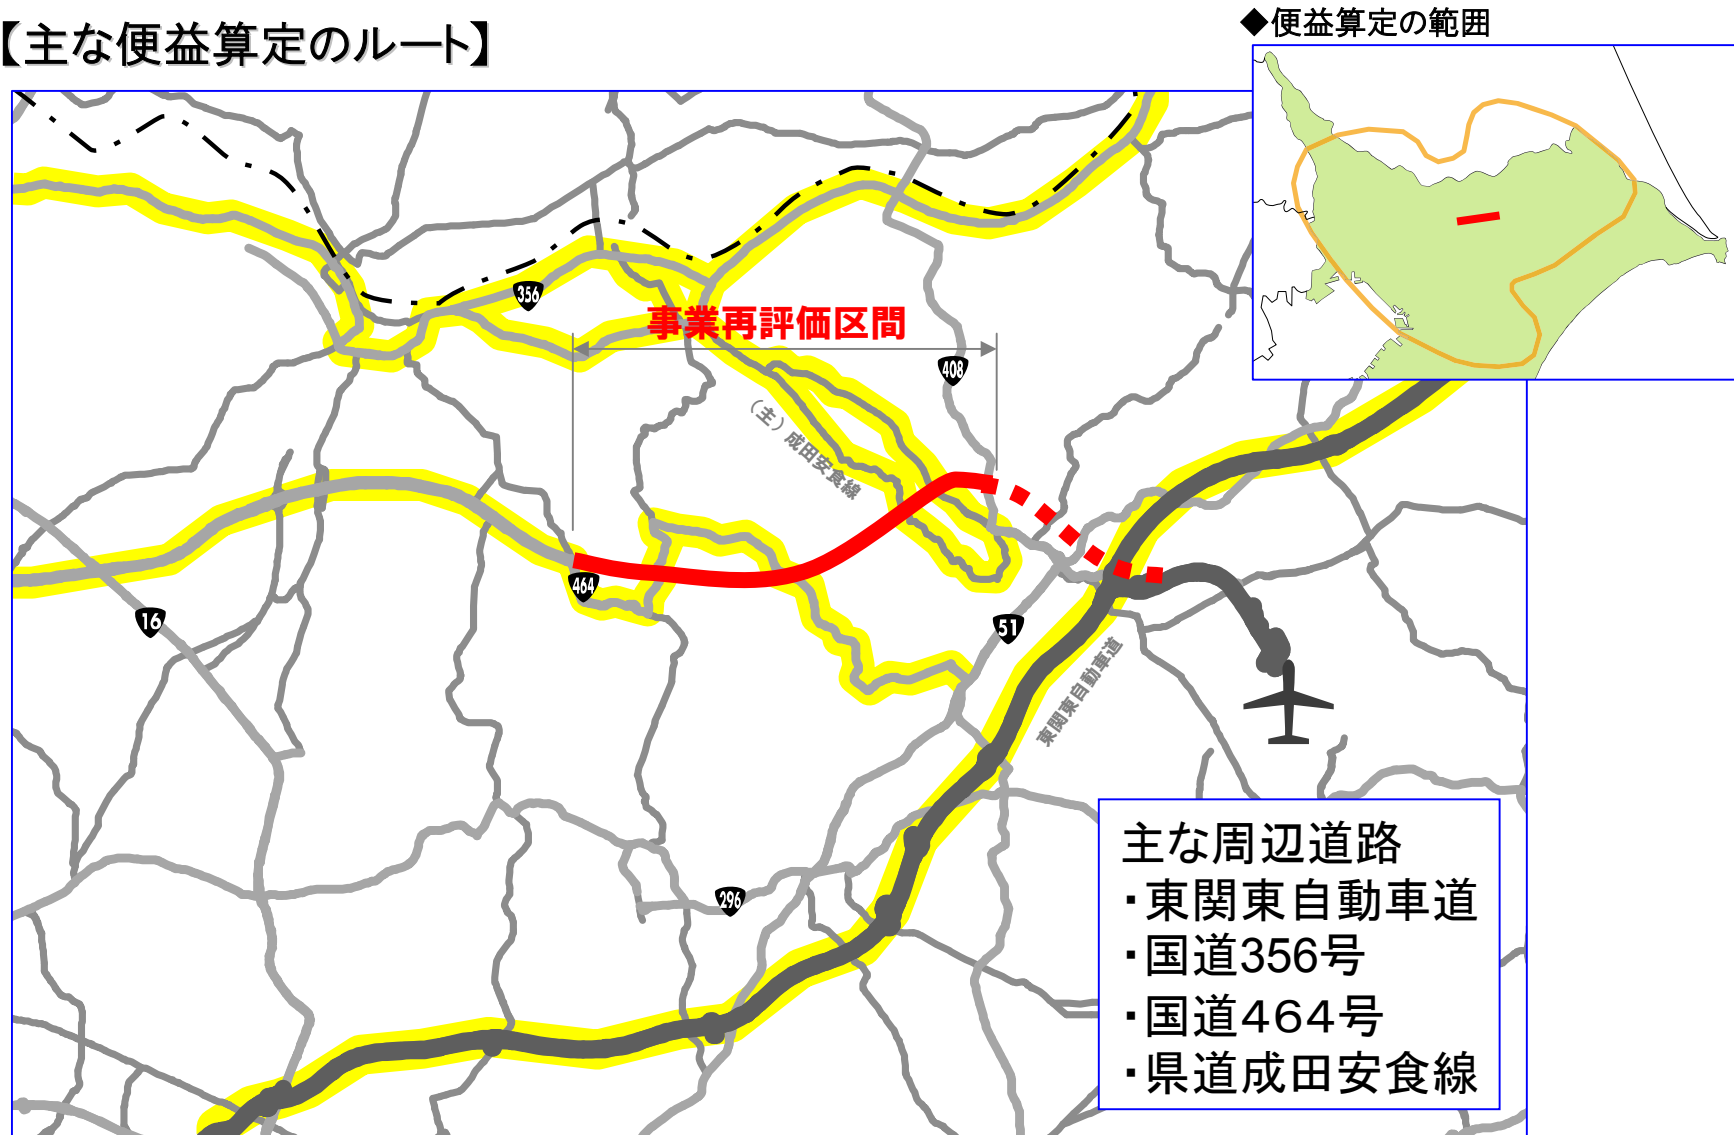 【主な便益算定のルート】
◆便益算定の範囲
356
事業再評価区間
408
(主)成田安食線
464
16
51
東関東自動車道
296
主な周辺道路
・東関東自動車道
・国道356号
・国道464号
・県道成田安食線